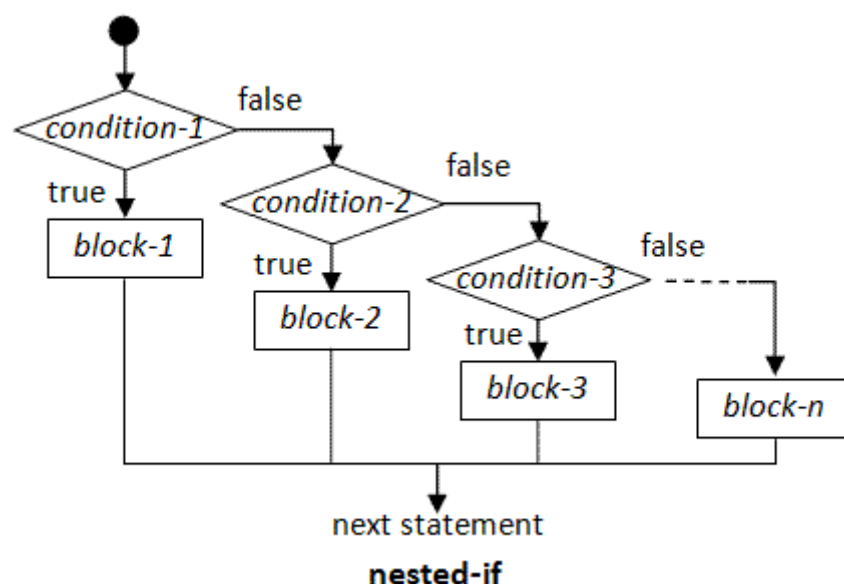 false
condition-1
false
true
condition-2
false
block-1
true
condition-3
block-2
true
block-3
block-n
next statement
nested-if